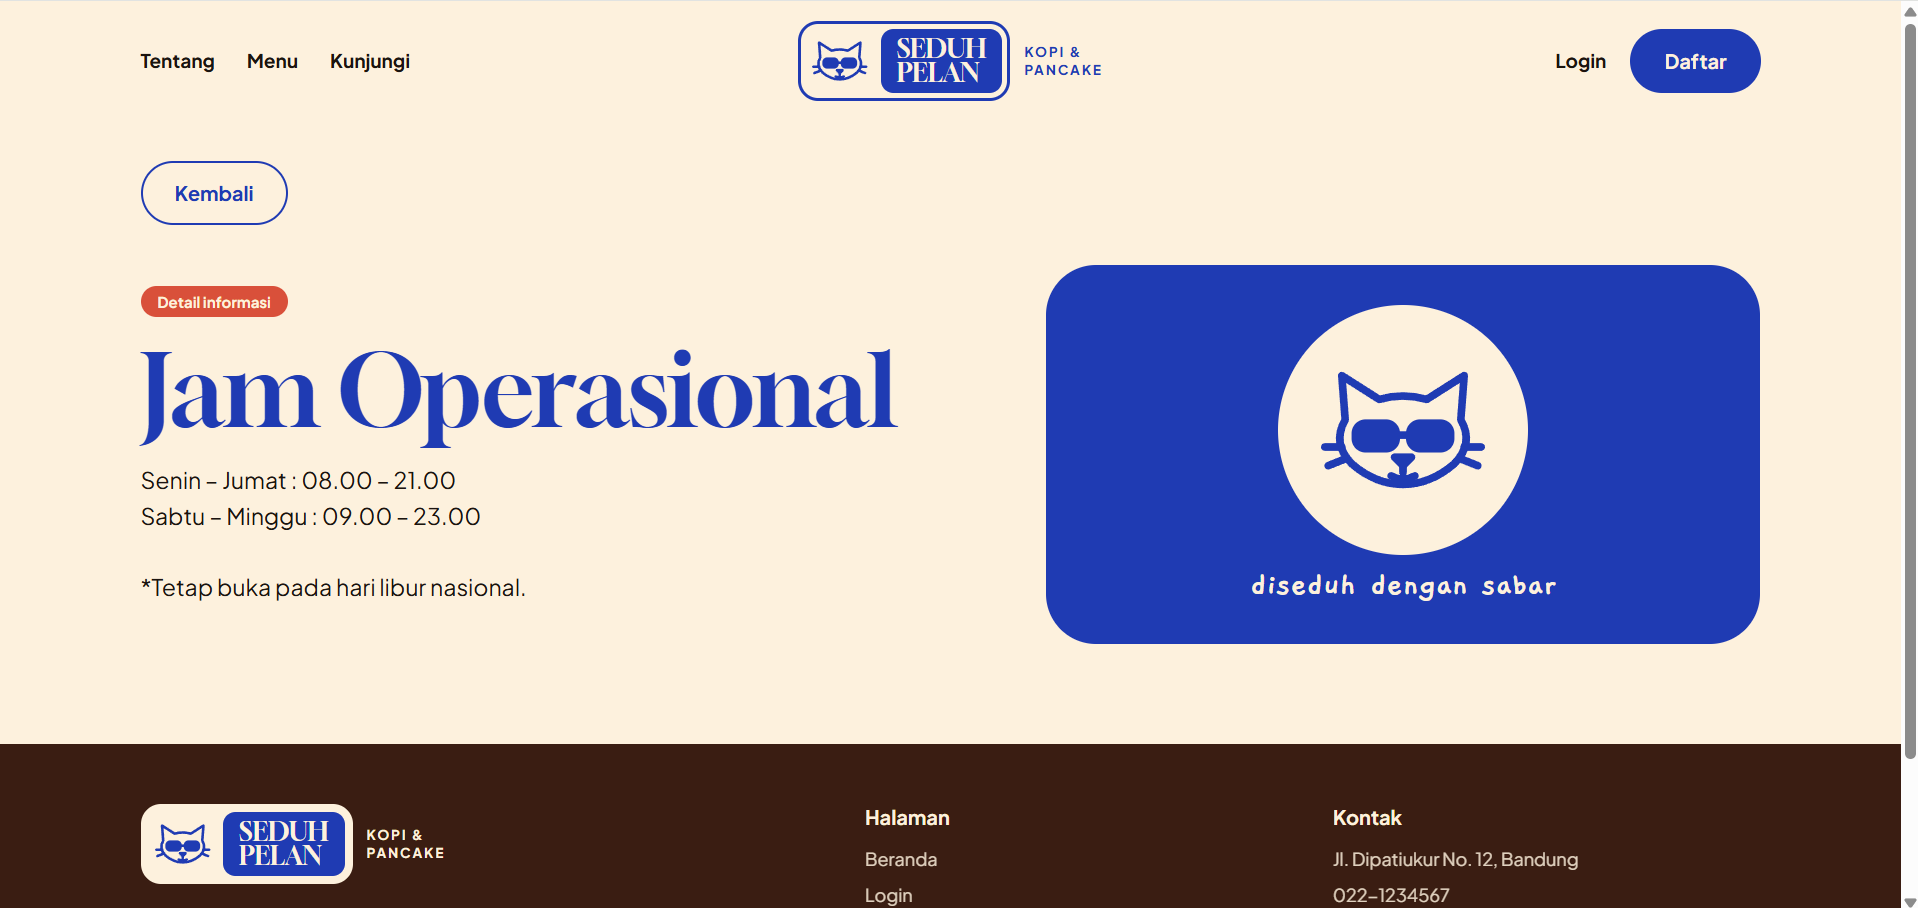 Tentang
Menu
Kunjungi
SEDUH
PELAN
KOPI &
PANCAKE
Login
Daftar
Kembali
Detail informasi
Jam Operasional
Senin – Jumat : 08.00 – 21.00
Sabtu – Minggu : 09.00 – 23.00
*Tetap buka pada hari libur nasional.
diseduh dengan sabar
SEDUH
PELAN
KOPI &
PANCAKE
Halaman
Beranda
Login
Kontak
Jl. Dipatiukur No. 12, Bandung
022-1234567